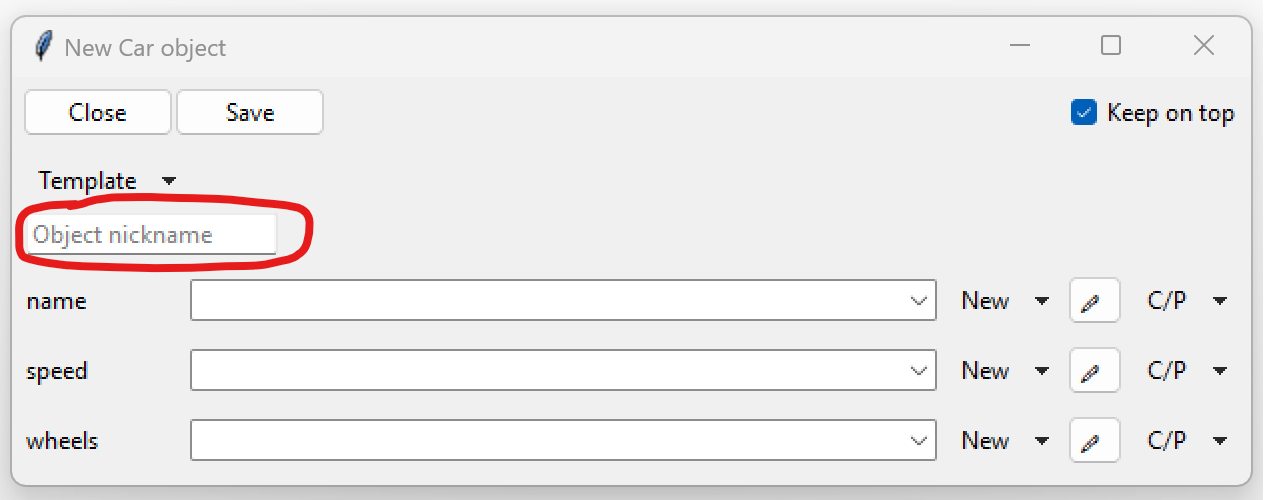 New Car object
Close Save Keep on top
Template
Object nickname
name New C/P
speed New C/P
wheels New C/P